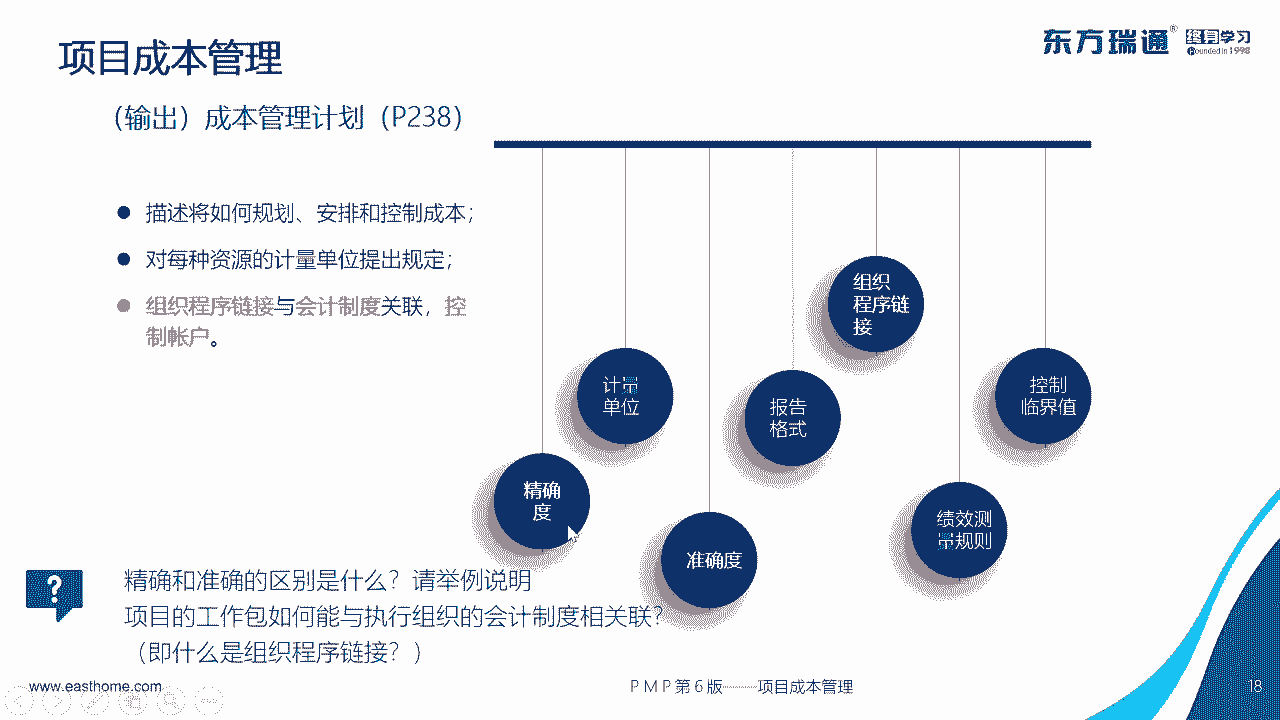 项目成本管理
东方瑞通®
终身学习
Founded in 1998
（输出）成本管理计划（P238）
描述将如何规划、安排和控制成本；
对每种资源的计量单位提出规定；
组织程序链接与会计制度关联，控
制帐户。
组织
程序链
接
计量
单位
报告
格式
控制
临界值
精确
度
准确度
绩效测
量规则
?
精确和准确的区别是什么？请举例说明
项目的工作包如何能与执行组织的会计制度相关联？
（即什么是组织程序链接？）
www.easthome.com
PMP第6版———项目成本管理
18